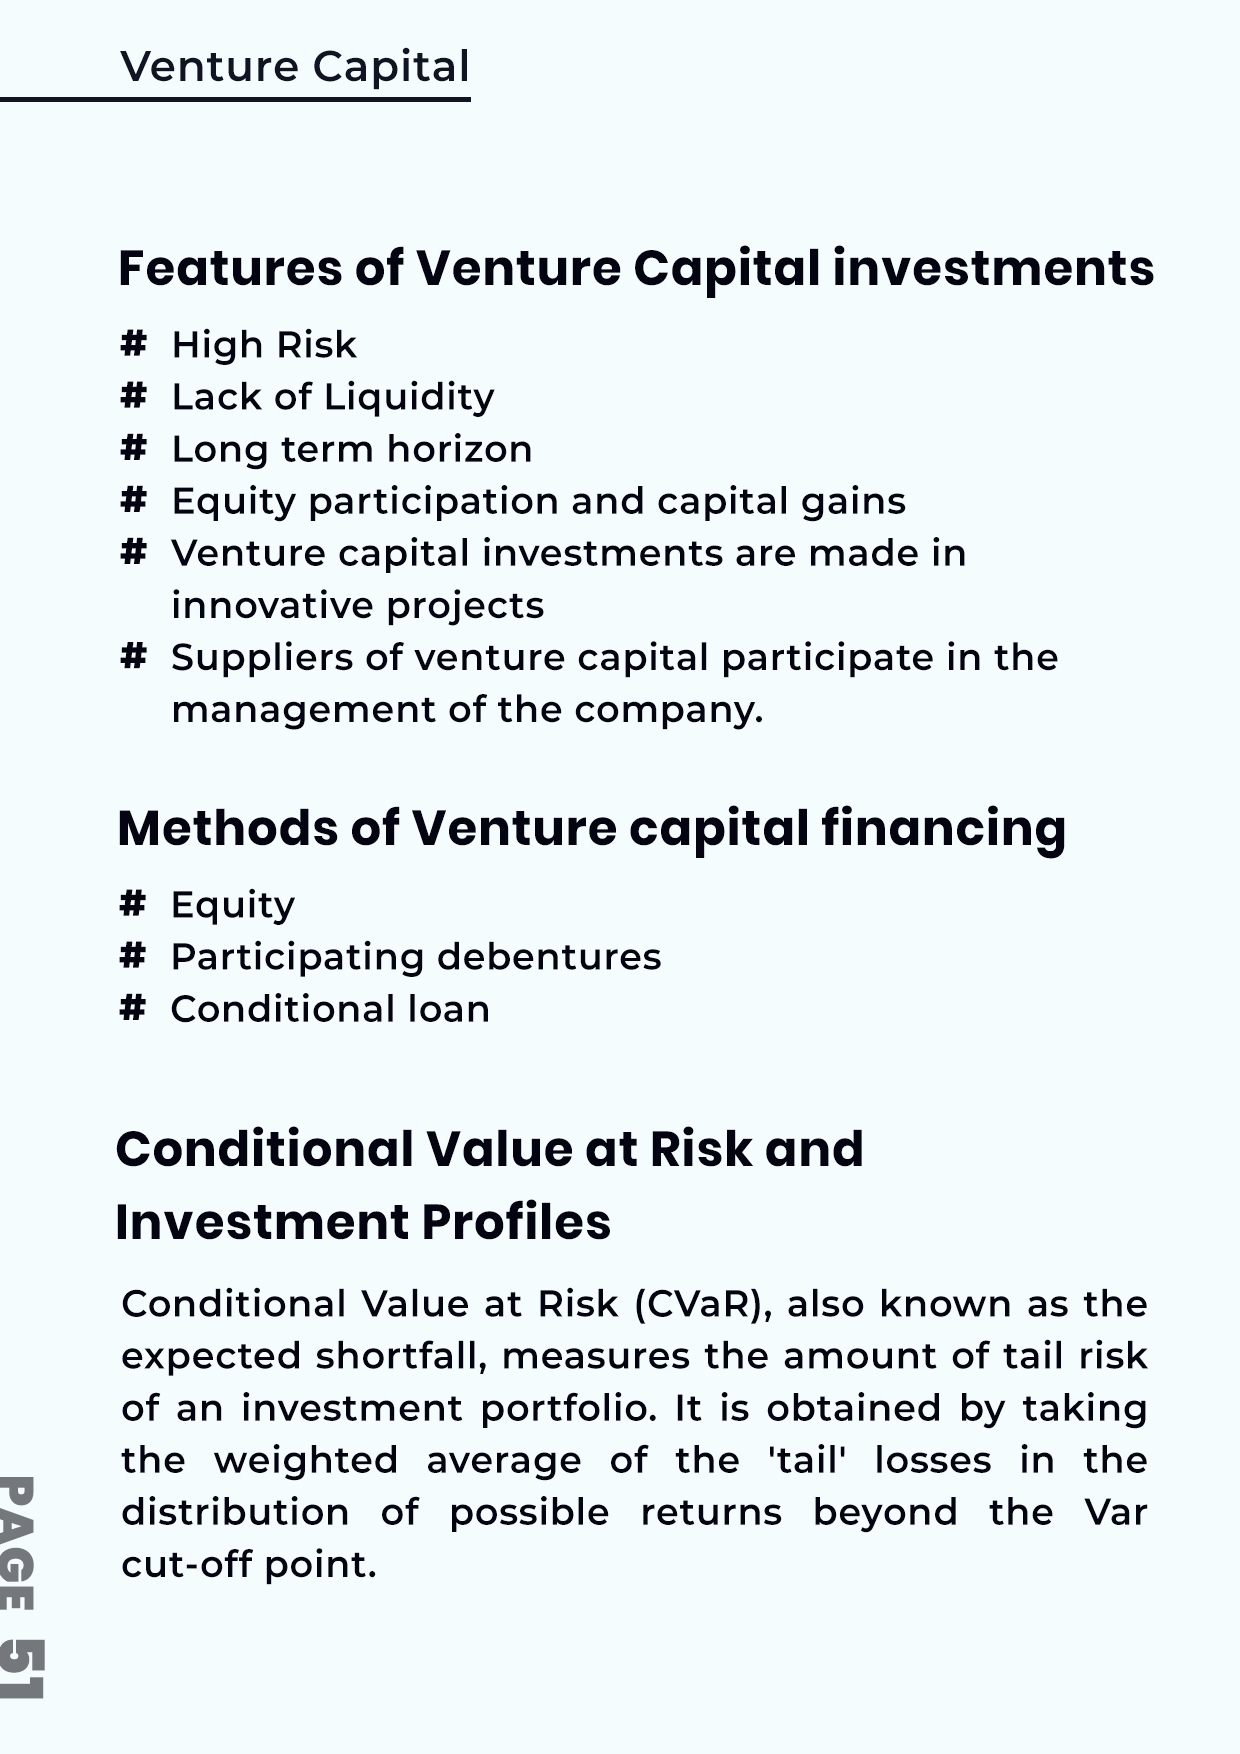 Venture Capital
Features of Venture Capital investments
# High Risk
# Lack of Liquidity
# Long term horizon
# Equity participation and capital gains
# Venture capital investments are made in
innovative projects
# Suppliers of venture capital participate in the
management of the company.
Methods of Venture capital financing
# Equity
# Participating debentures
# Conditional loan
Conditional Value at Risk and
Investment Profiles
Conditional Value at Risk (CVaR), also known as the
expected shortfall, measures the amount of tail risk
of an investment portfolio. It is obtained by taking
the weighted average of the 'tail' losses in the
distribution of possible returns beyond the Var
cut-off point.
PAGE 51